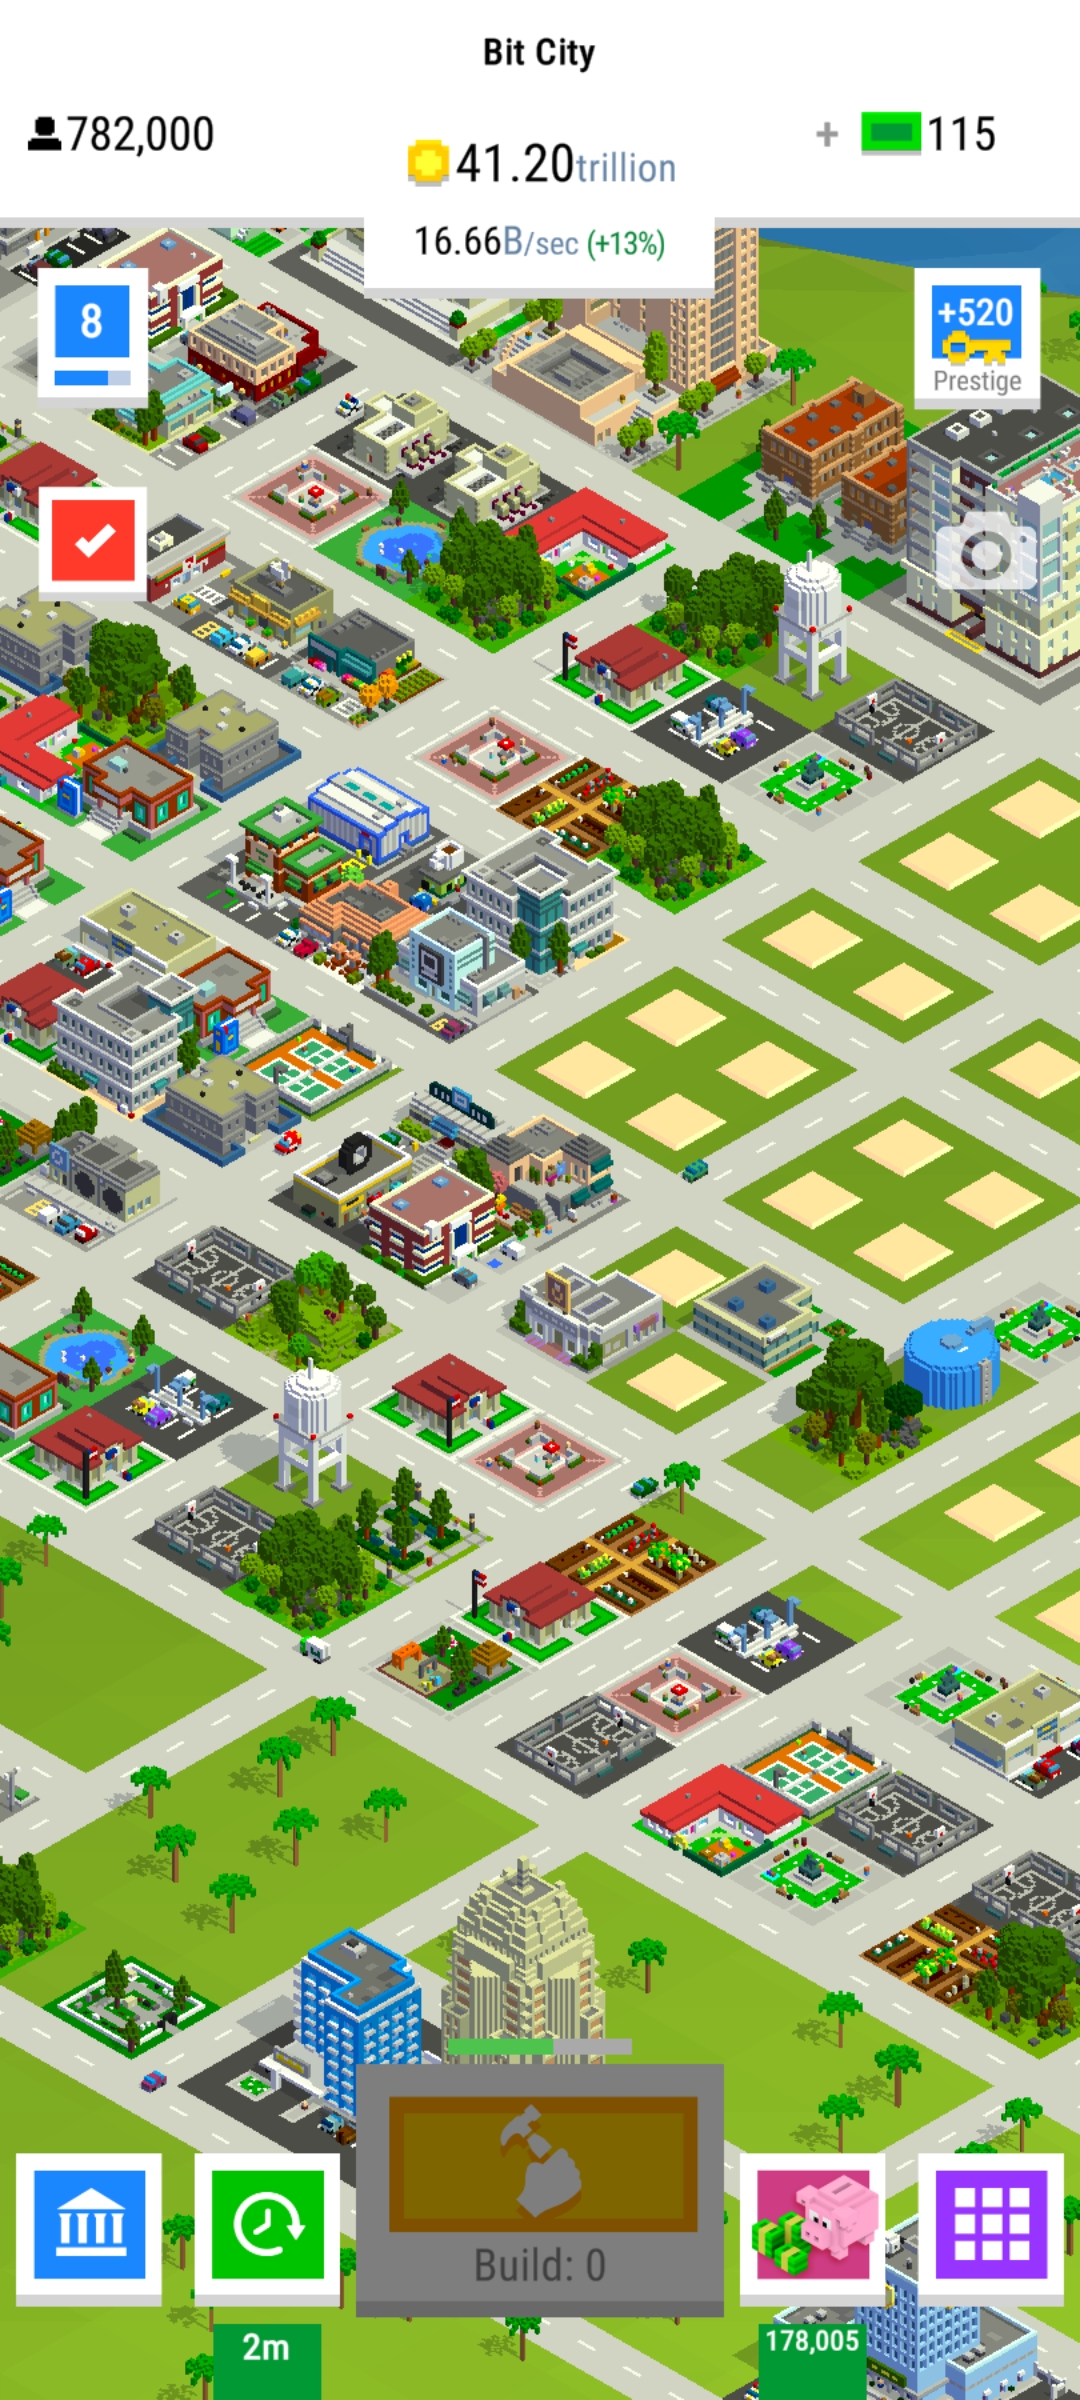 Bit City
782,000
41.20trillion
+ 115
16.66B/sec (+13%)
8
+520
Prestige
Build: 0
2m
178,005